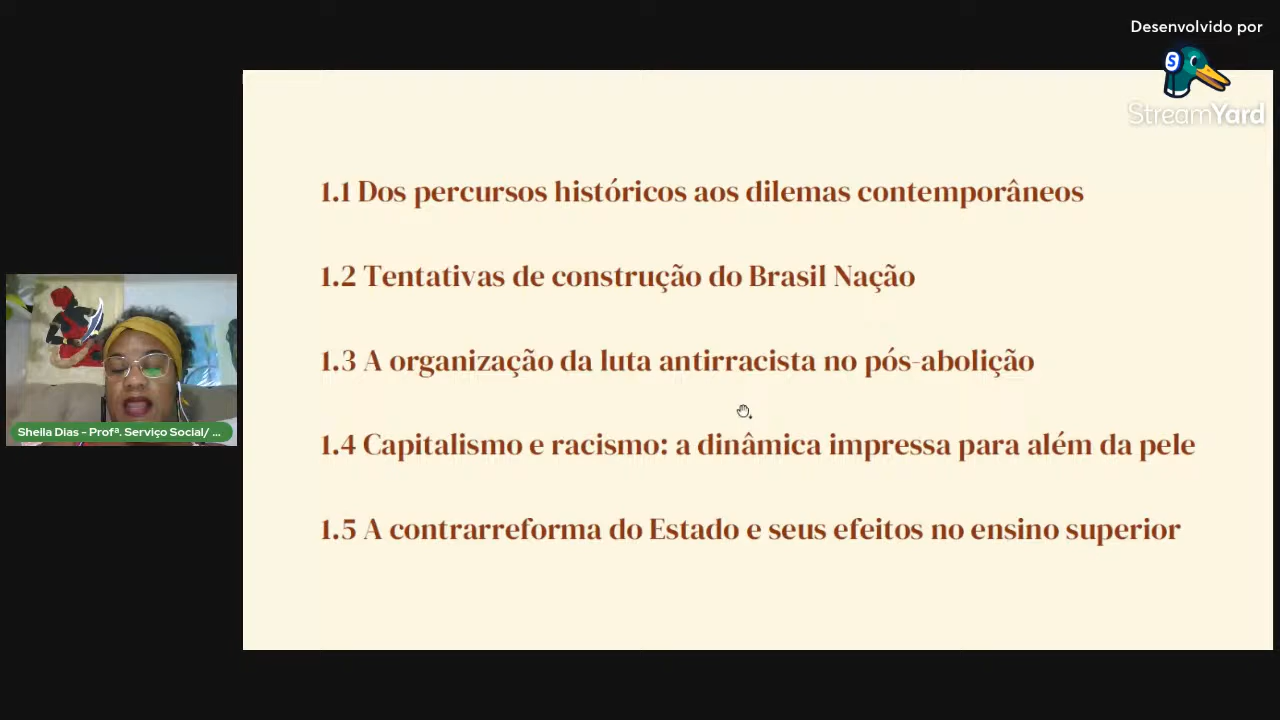 Desenvolvido por
StreamYard
1.1 Dos percursos históricos aos dilemas contemporâneos
1.2 Tentativas de construção do Brasil Nação
1.3 A organização da luta antirracista no pós-abolição
1.4 Capitalismo e racismo: a dinâmica impressa para além da pele
1.5 A contrarreforma do Estado e seus efeitos no ensino superior
Sheila Dias - Profª. Serviço Social/ ...